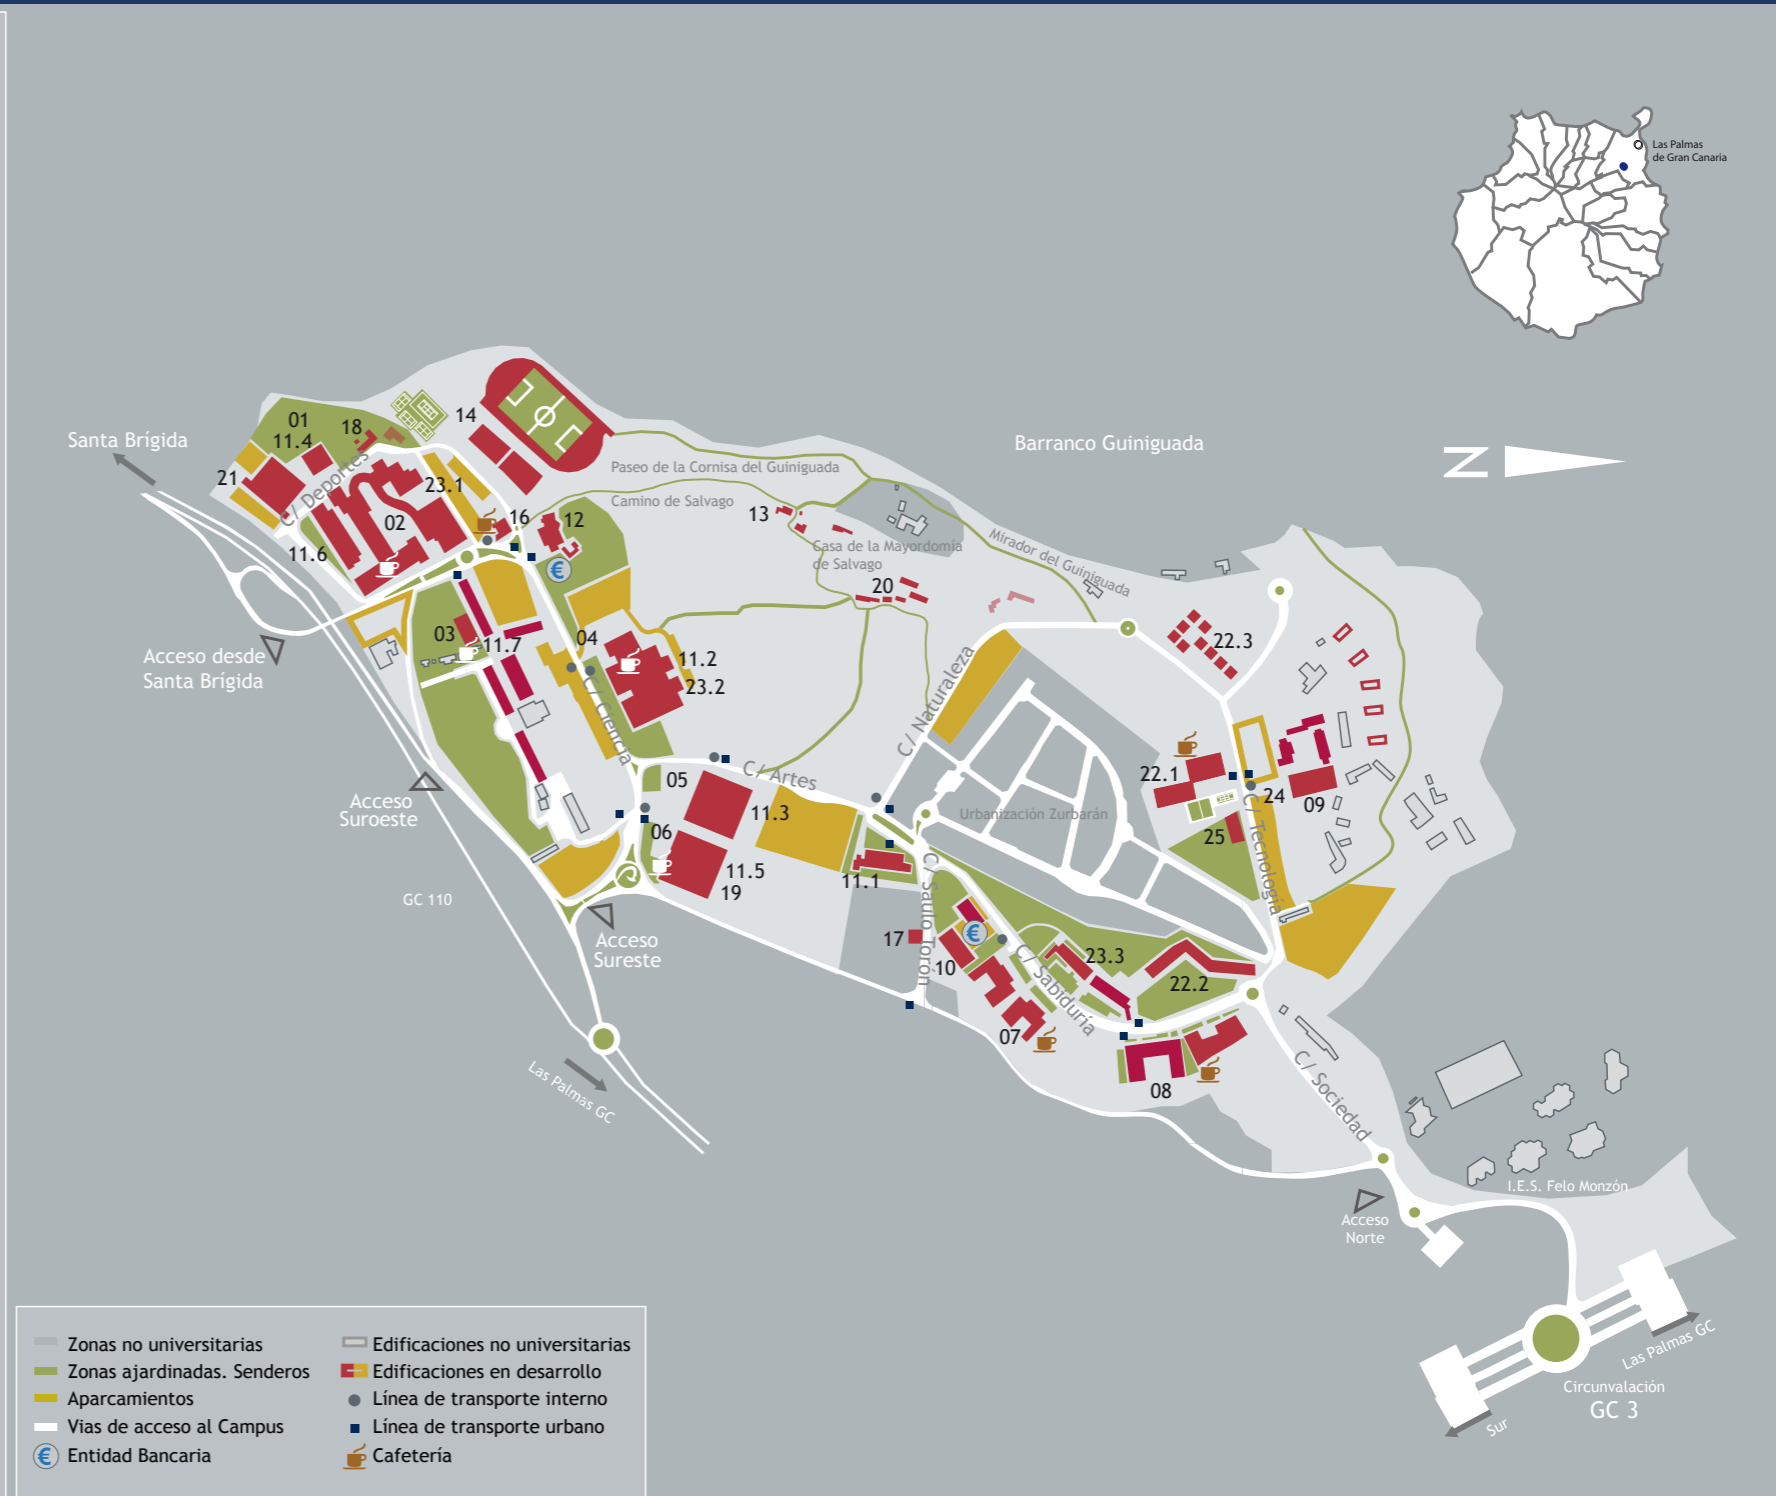 Las Palmas
de Gran Canaria
Barranco Guiniguada
N
Santa Brígida
01
11.4
18
14
21
C/ Deportes
23.1
02
11.6
16
12
€
Paseo de la Cornisa del Guiniguada
Camino de Salvago
13
Casa de la Mayordomía
de Salvago
20
Mirador del Guiniguada
Acceso desde
Santa Brígida
03
11.7
04
11.2
23.2
C/ Ciencia
C/ Naturaleza
22.3
C/ Artes
05
11.3
06
11.5
19
Acceso
Suroeste
GC 110
Acceso
Sureste
Urbanización Zurbarán
22.1
24
09
25
C/ Tecnología
11.1
C/ Saulo Torón
17
€
10
C/ Sabiduría
23.3
22.2
07
08
Las Palmas GC
C/ Sociedad
I.E.S. Felo Monzón
Acceso
Norte
Las Palmas GC
Circunvalación
GC 3
Sur
Zonas no universitarias
Zonas ajardinadas. Senderos
Aparcamientos
Vias de acceso al Campus
€ Entidad Bancaria
Edificaciones no universitarias
Edificaciones en desarrollo
Línea de transporte interno
Línea de transporte urbano
Cafetería